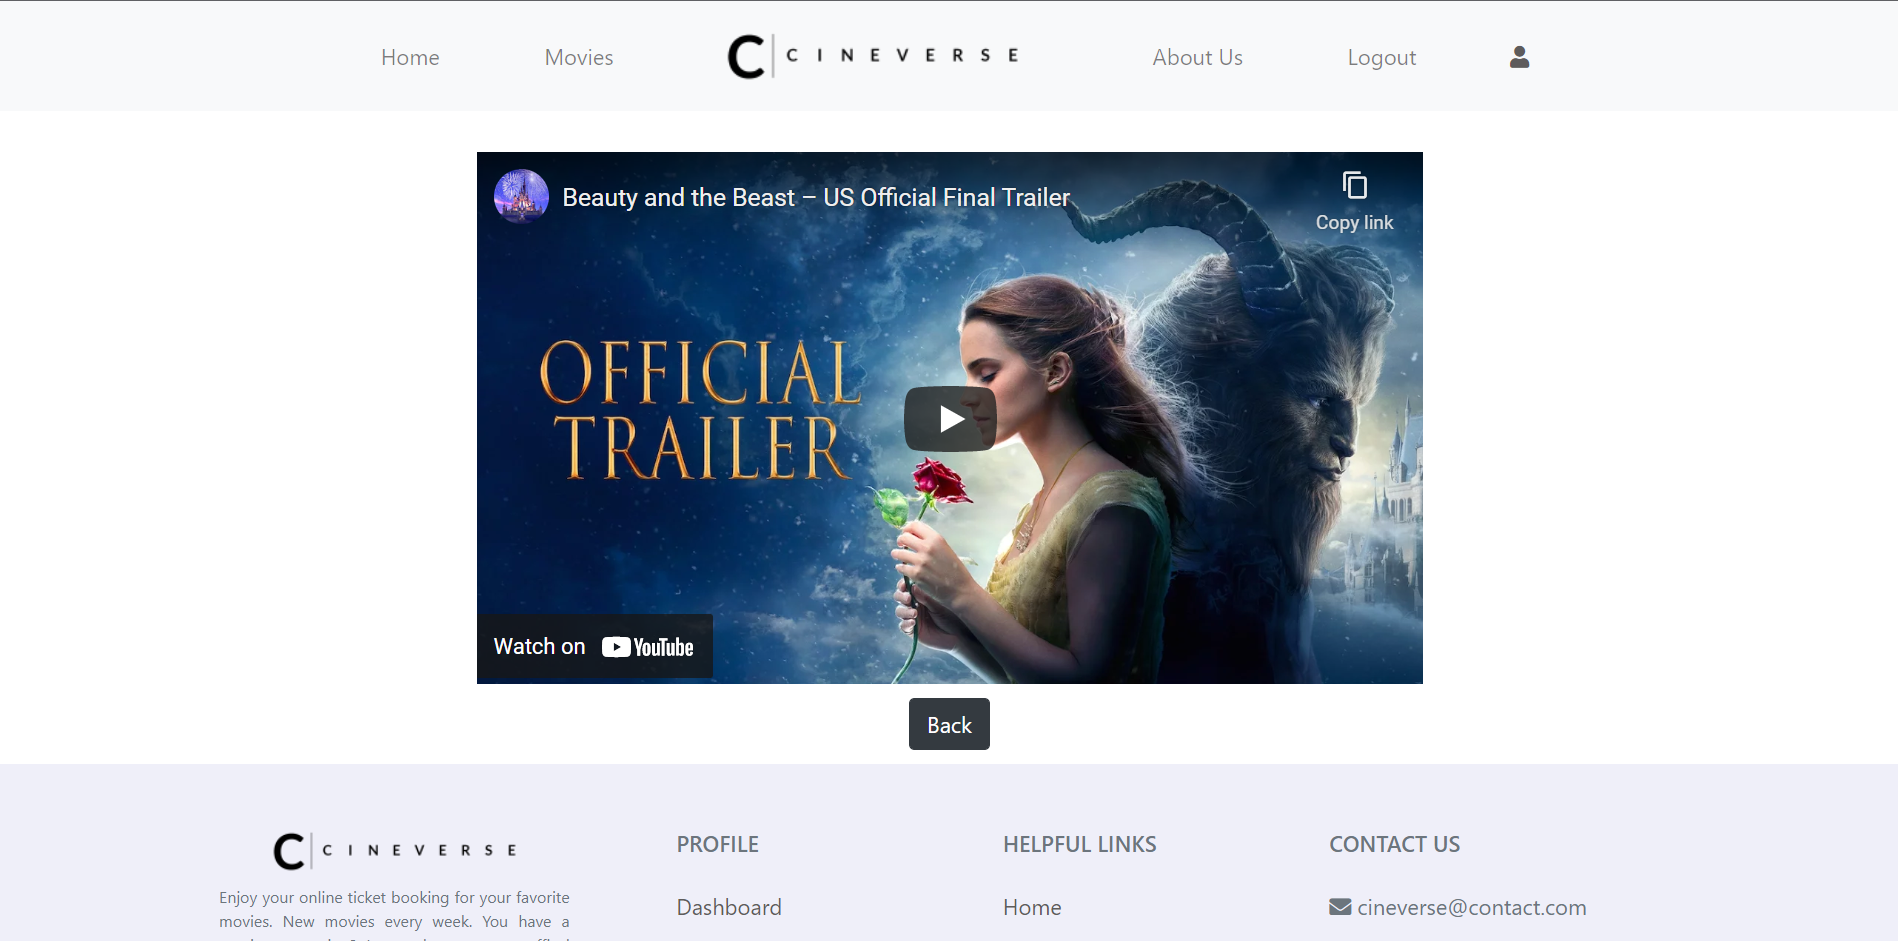 Home
Movies
C CINEVERSE
About Us
Logout
Beauty and the Beast – US Official Final Trailer
Copy link
OFFICIAL
TRAILER
Watch on YouTube
Back
C CINEVERSE
Enjoy your online ticket booking for your favorite
movies. New movies every week. You have a
PROFILE
Dashboard
HELPFUL LINKS
Home
CONTACT US
cineverse@contact.com